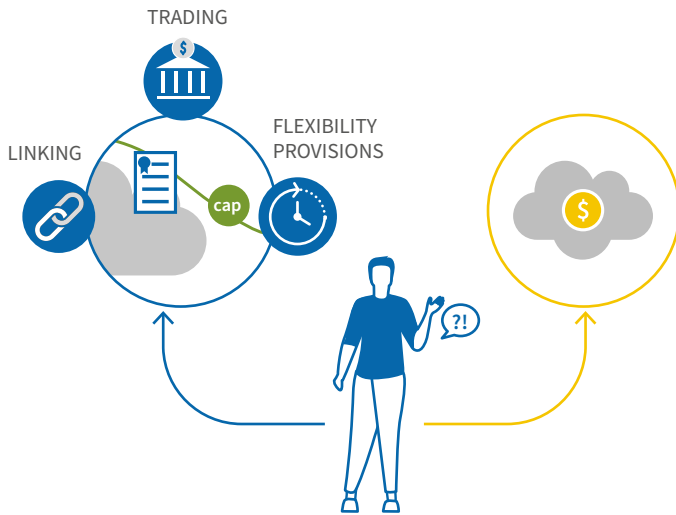 TRADING
$
LINKING
FLEXIBILITY
PROVISIONS
cap
$
?!